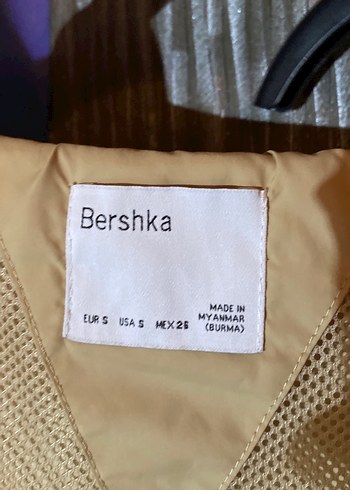 Bershka
EUR S USA S MEX 26
MADE IN
MYANMAR
(BURMA)